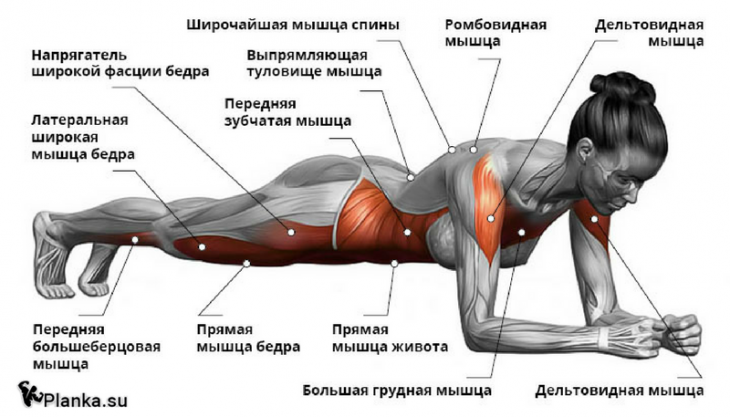 Широчайшая мышца спины
Ромбовидная
мышца
Дельтовидная
мышца
Напрягатель
широкой фасции бедра
Выпрямляющая
туловище мышца
Передняя
зубчатая мышца
Латеральная
широкая
мышца бедра
Передняя
большеберцовая
мышца
Прямая
мышца бедра
Прямая
мышца живота
Большая грудная мышца
Дельтовидная мышца
Planka.su